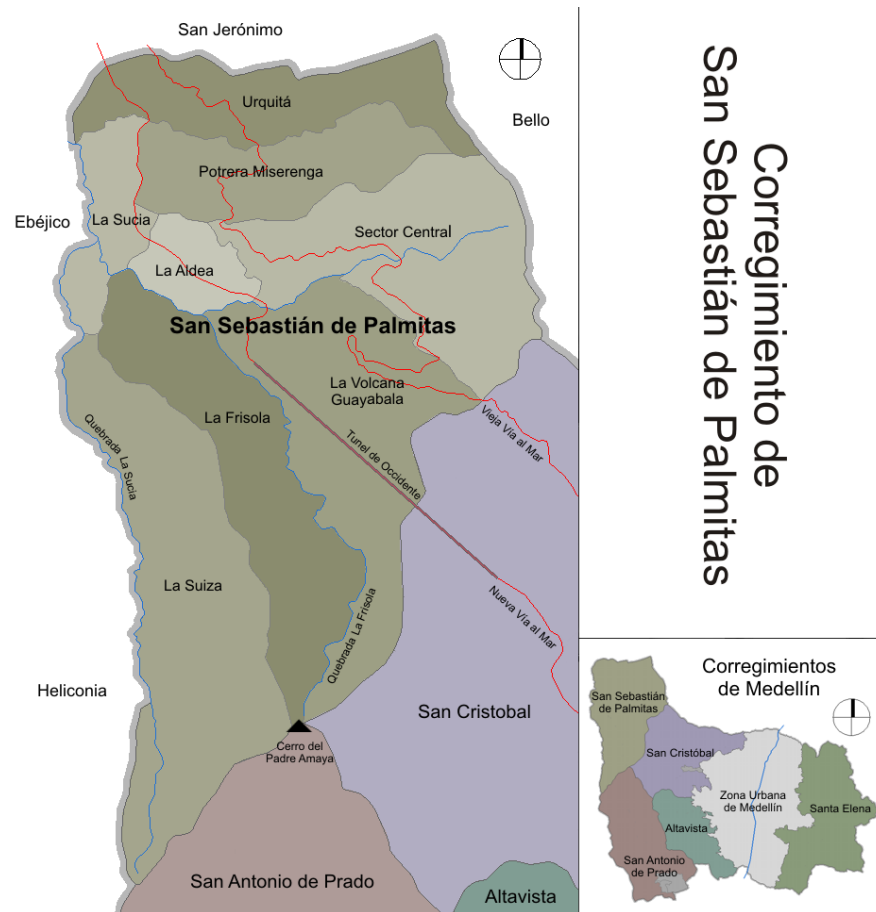 San Jerónimo
Urquitá
Bello
Potrera Miserenga
Ebéjico
La Sucia
Sector Central
La Aldea
San Sebastián de Palmitas
La Volcana
Guayabala
La Frisola
Vieja Vía al Mar
Quebrada La Sucia
Tunel de Occidente
La Suiza
Nueva Vía al Mar
Quebrada La Frisola
Heliconia
San Cristobal
Cerro del
Padre Amaya
San Antonio de Prado
Altavista
Corregimiento de
San Sebastián de Palmitas
Corregimientos
de Medellín
San Sebastián
de Palmitas
San Cristóbal
Zona Urbana
de Medellín
Santa Elena
Altavista
San Antonio
de Prado